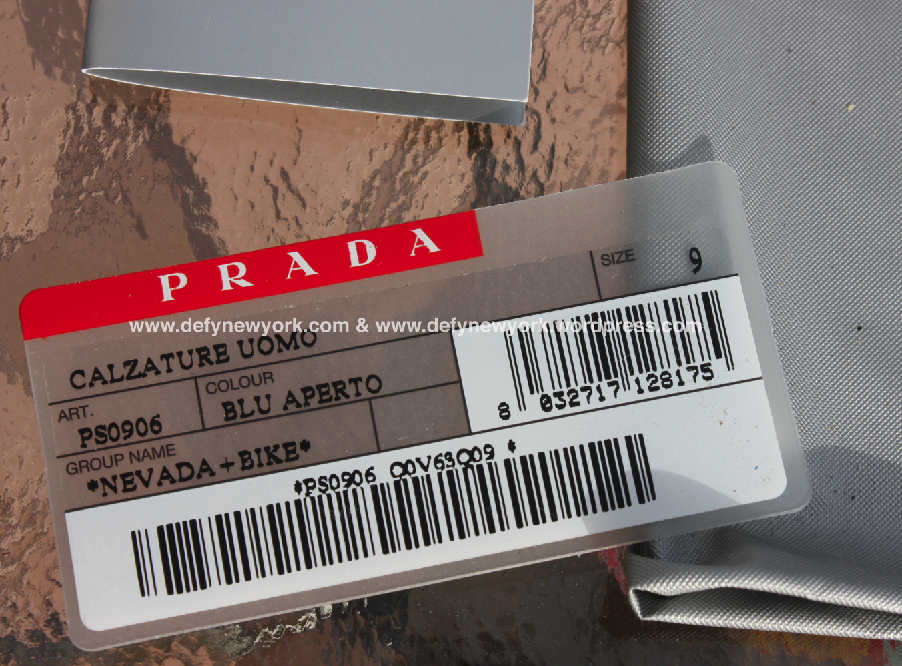 PRADA
SIZE 9
www.defynewyork.com & www.defynewyork.wordpress.com
CALZATURE UOMO
ART. PS0906
COLOUR BLU APERTO
8 032717 128175
GROUP NAME
*NEVADA+BIKE*
*PS0906 OOV63O09 *